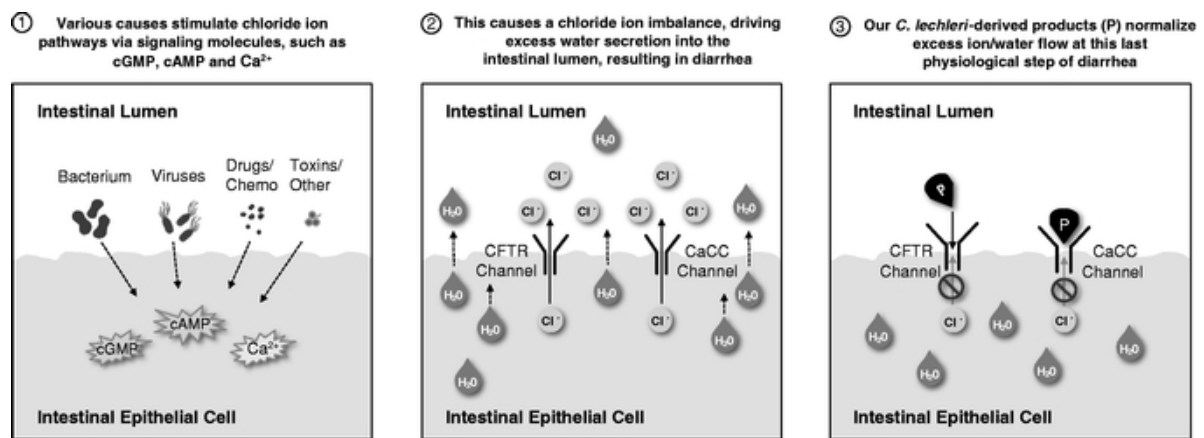 ① Various causes stimulate chloride ion
pathways via signaling molecules, such as
cGMP, cAMP and Ca²⁺
Intestinal Lumen
Bacterium
Viruses
Drugs/
Chemo
Toxins/
Other
cGMP
cAMP
Ca²⁺
Intestinal Epithelial Cell
② This causes a chloride ion imbalance, driving
excess water secretion into the
intestinal lumen, resulting in diarrhea
Intestinal Lumen
H₂0
Cl⁻
Cl⁻
H₂0
Cl⁻
Cl⁻
Cl⁻
Cl⁻
H₂0
CFTR
Channel
CaCC
Channel
H₂0
H₂0
H₂0
H₂0
Cl⁻
Cl⁻
H₂0
H₂0
Intestinal Epithelial Cell
③ Our C. lechleri-derived products (P) normalize
excess ion/water flow at this last
physiological step of diarrhea
Intestinal Lumen
P
P
CFTR
Channel
CaCC
Channel
Cl⁻
Cl⁻
H₂0
H₂0
H₂0
H₂0
H₂0
Intestinal Epithelial Cell